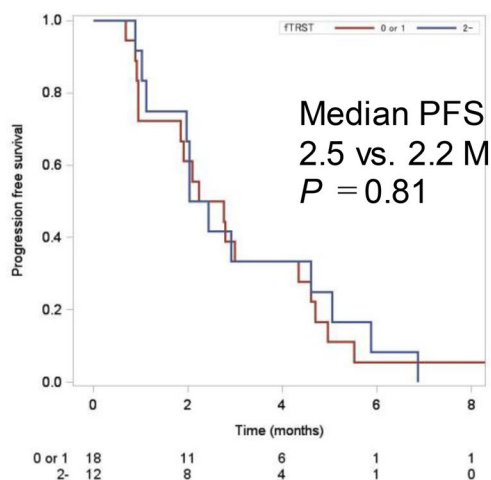 fTRST 0 or 1 2-
1.0
0.8
0.6
0.4
0.2
0.0
Progression free survival
Median PFS
2.5 vs. 2.2 M
P = 0.81
0 2 4 6 8
Time (months)
0 or 1 18 11 6 1 1
2- 12 8 4 1 0